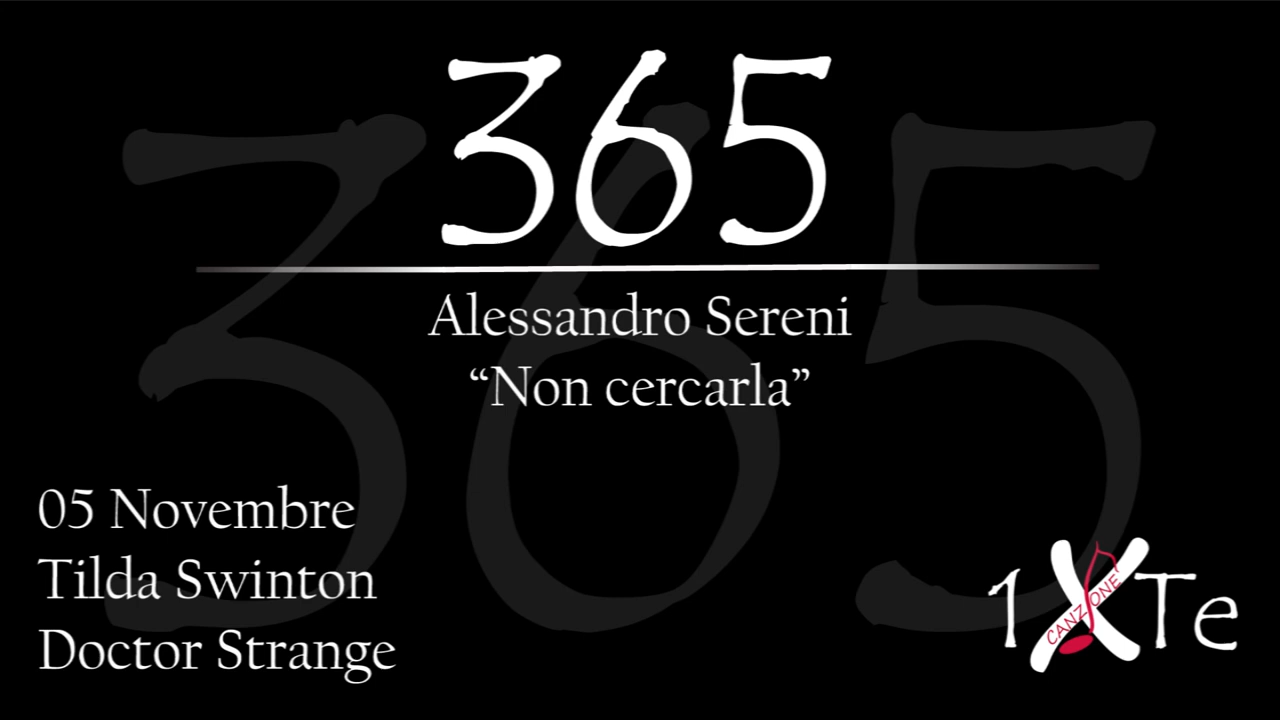 365
Alessandro Sereni
“Non cercarla”
05 Novembre
Tilda Swinton
Doctor Strange
1XTe
CANZONE